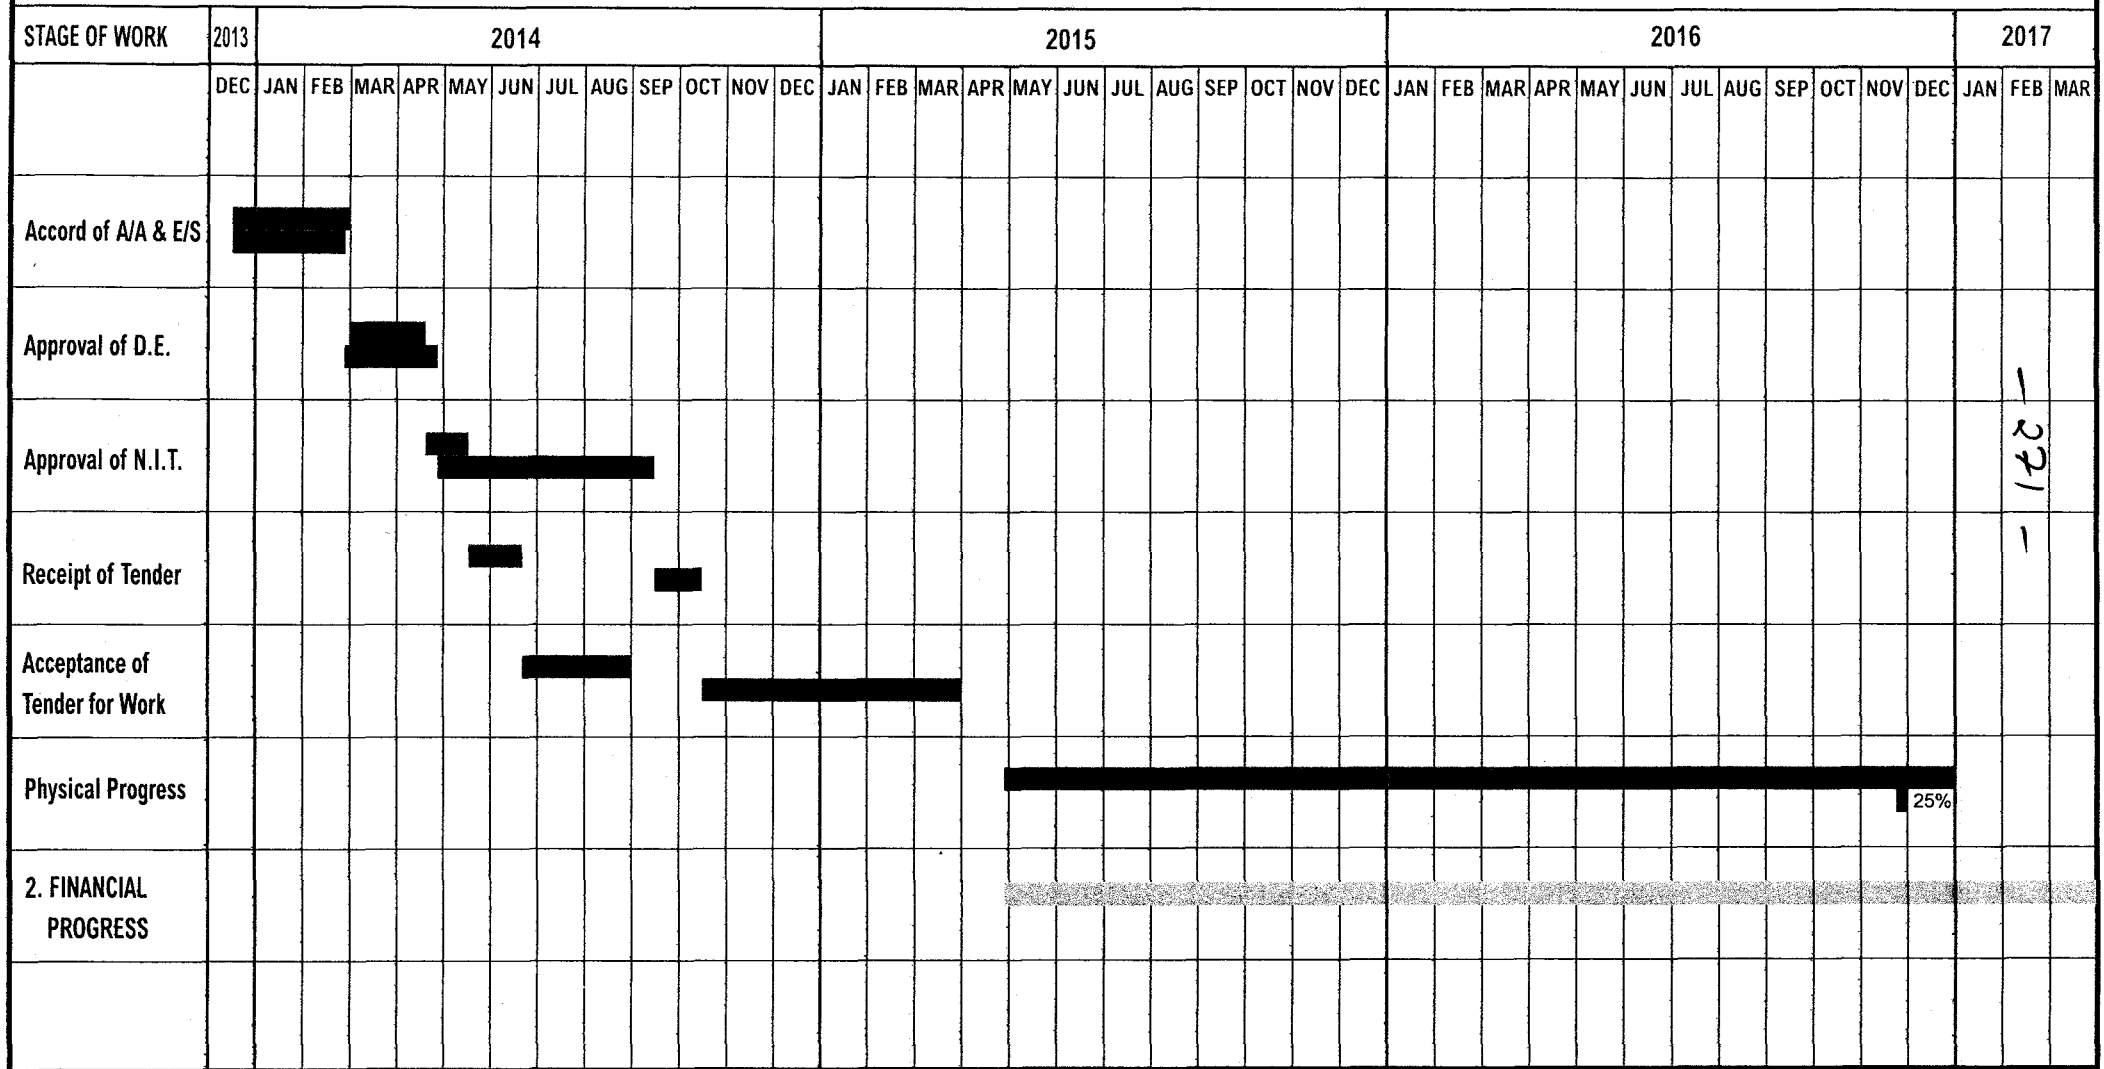 STAGE OF WORK 2013 2014 2015 2016 2017
DEC JAN FEB MAR APR MAY JUN JUL AUG SEP OCT NOV DEC JAN FEB MAR APR MAY JUN JUL AUG SEP OCT NOV DEC JAN FEB MAR APR MAY JUN JUL AUG SEP OCT NOV DEC JAN FEB MAR
Accord of A/A & E/S
Approval of D.E.
Approval of N.I.T.
Receipt of Tender
Acceptance of
Tender for Work
Physical Progress
25%
2. FINANCIAL
PROGRESS
- 371 -